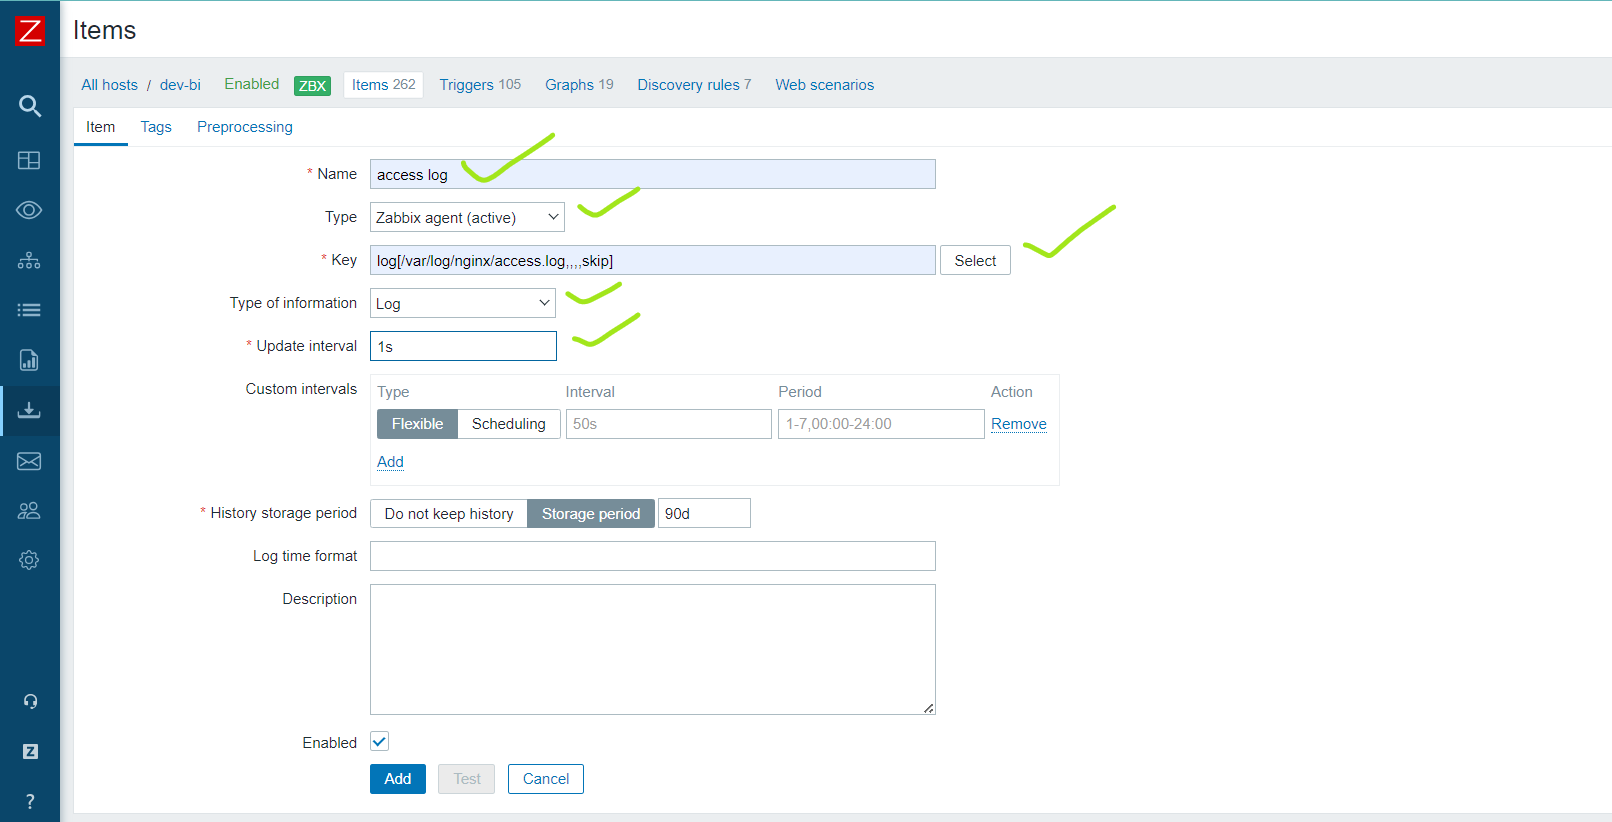 Z
Items
All hosts / dev-bi Enabled ZBX Items 262 Triggers 105 Graphs 19 Discovery rules 7 Web scenarios
Item Tags Preprocessing
* Name access log
Type Zabbix agent (active)
* Key log[/var/log/nginx/access.log,,,,skip] Select
Type of information Log
* Update interval 1s
Custom intervals Type Interval Period Action
Flexible Scheduling 50s 1-7,00:00-24:00 Remove
Add
* History storage period Do not keep history Storage period 90d
Log time format
Description
Enabled
Add Test Cancel
Z
?